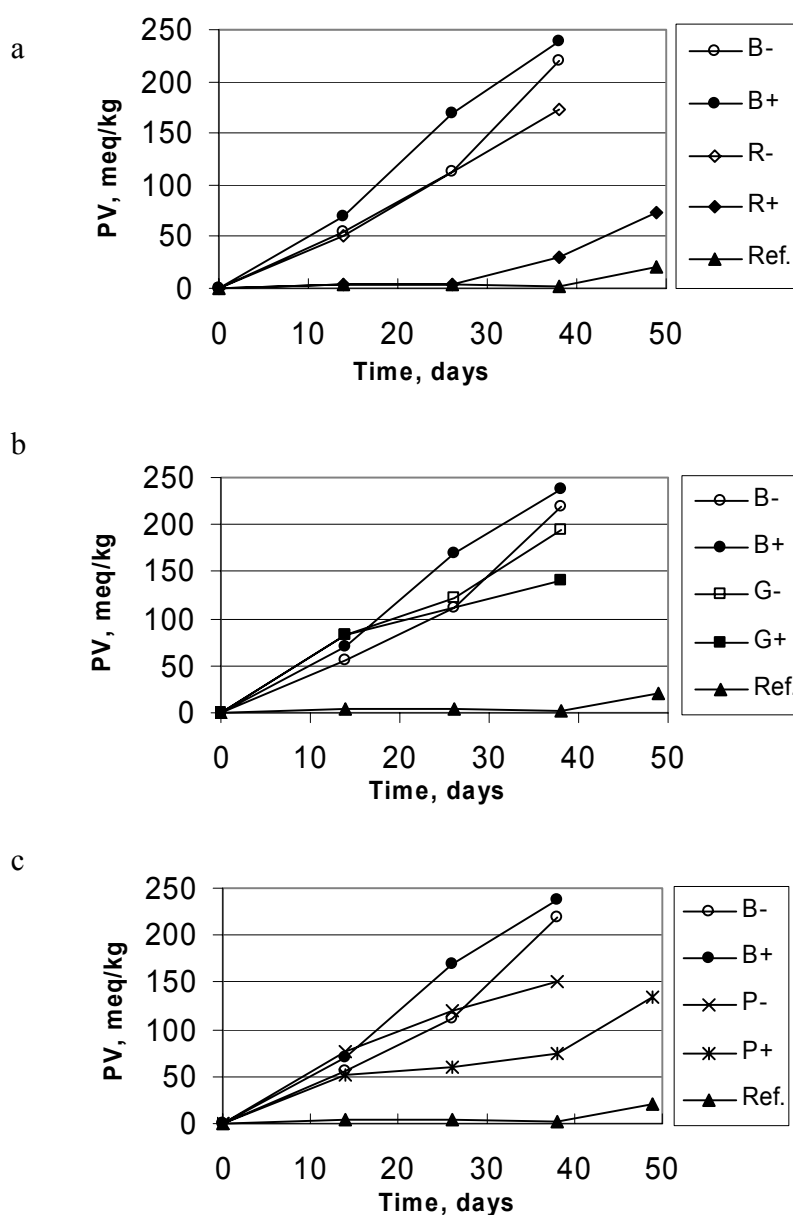 a
PV, meq/kg
250
200
150
100
50
0
0 10 20 30 40 50
Time, days
B-
B+
R-
R+
Ref.
b
PV, meq/kg
250
200
150
100
50
0
0 10 20 30 40 50
Time, days
B-
B+
G-
G+
Ref.
c
PV, meq/kg
250
200
150
100
50
0
0 10 20 30 40 50
Time, days
B-
B+
P-
P+
Ref.